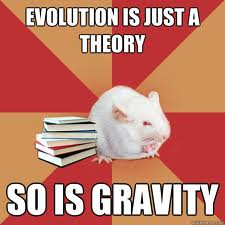 EVOLUTION IS JUST A
THEORY
SO IS GRAVITY